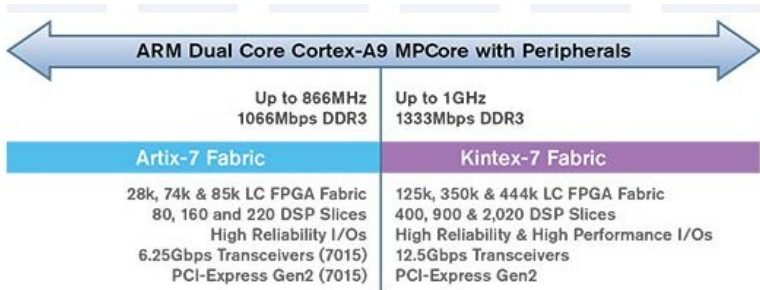 ARM Dual Core Cortex-A9 MPCore with Peripherals
Up to 866MHz
1066Mbps DDR3
Up to 1GHz
1333Mbps DDR3
Artix-7 Fabric
28k, 74k & 85k LC FPGA Fabric
80, 160 and 220 DSP Slices
High Reliability I/Os
6.25Gbps Transceivers (7015)
PCI-Express Gen2 (7015)
Kintex-7 Fabric
125k, 350k & 444k LC FPGA Fabric
400, 900 & 2,020 DSP Slices
High Reliability & High Performance I/Os
12.5Gbps Transceivers
PCI-Express Gen2